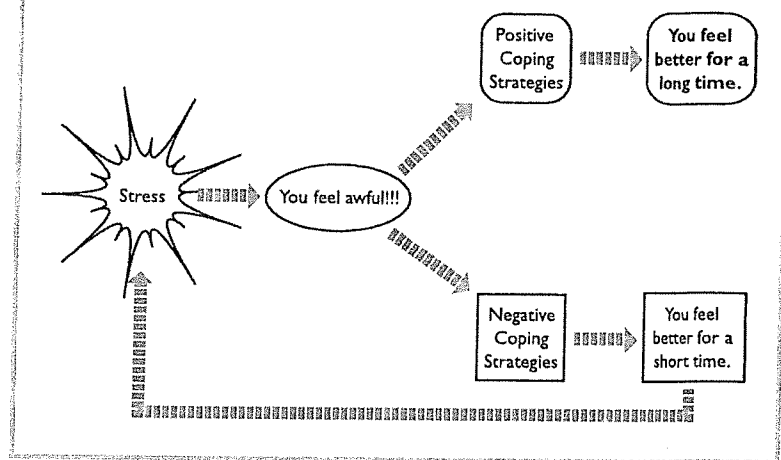 Stress
You feel awful!!!
Positive
Coping
Strategies
You feel
better for a
long time.
Negative
Coping
Strategies
You feel
better for a
short time.